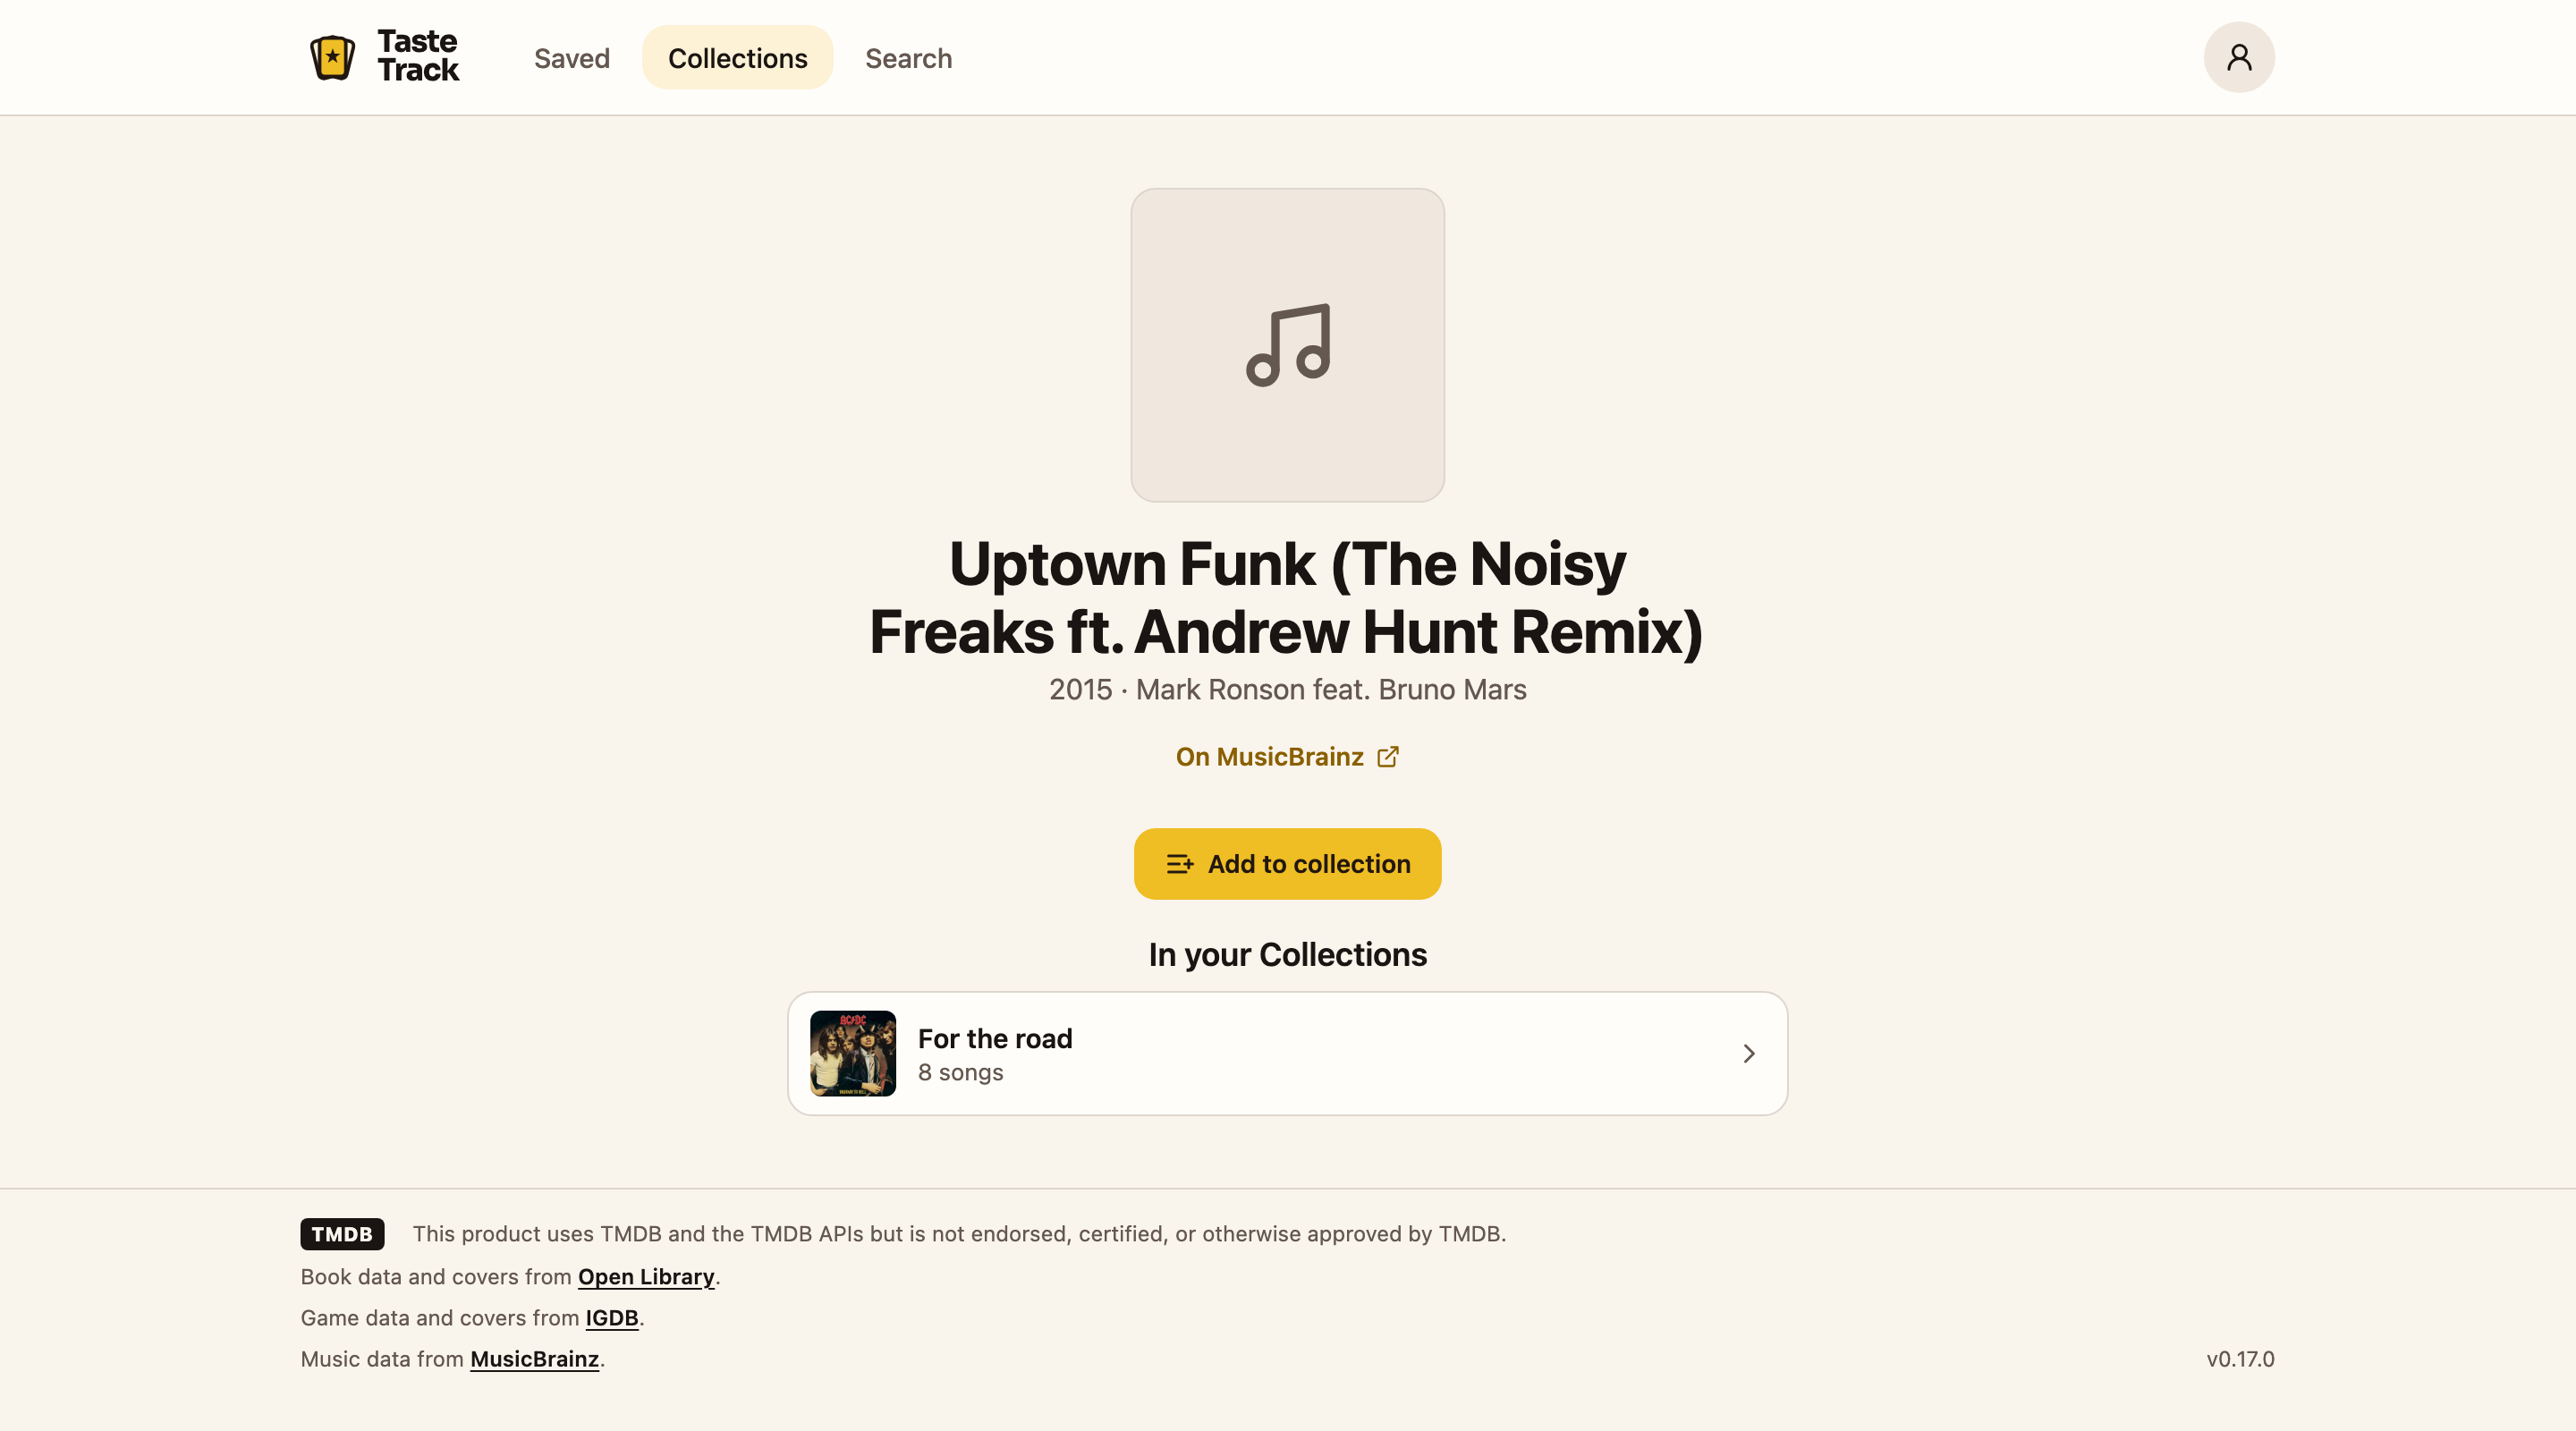 Taste
Track
Saved
Collections
Search
Uptown Funk (The Noisy
Freaks ft. Andrew Hunt Remix)
2015 · Mark Ronson feat. Bruno Mars
On MusicBrainz
Add to collection
In your Collections
AC/DC
For the road
8 songs
TMDB This product uses TMDB and the TMDB APIs but is not endorsed, certified, or otherwise approved by TMDB.
Book data and covers from Open Library.
Game data and covers from IGDB.
Music data from MusicBrainz.
v0.17.0